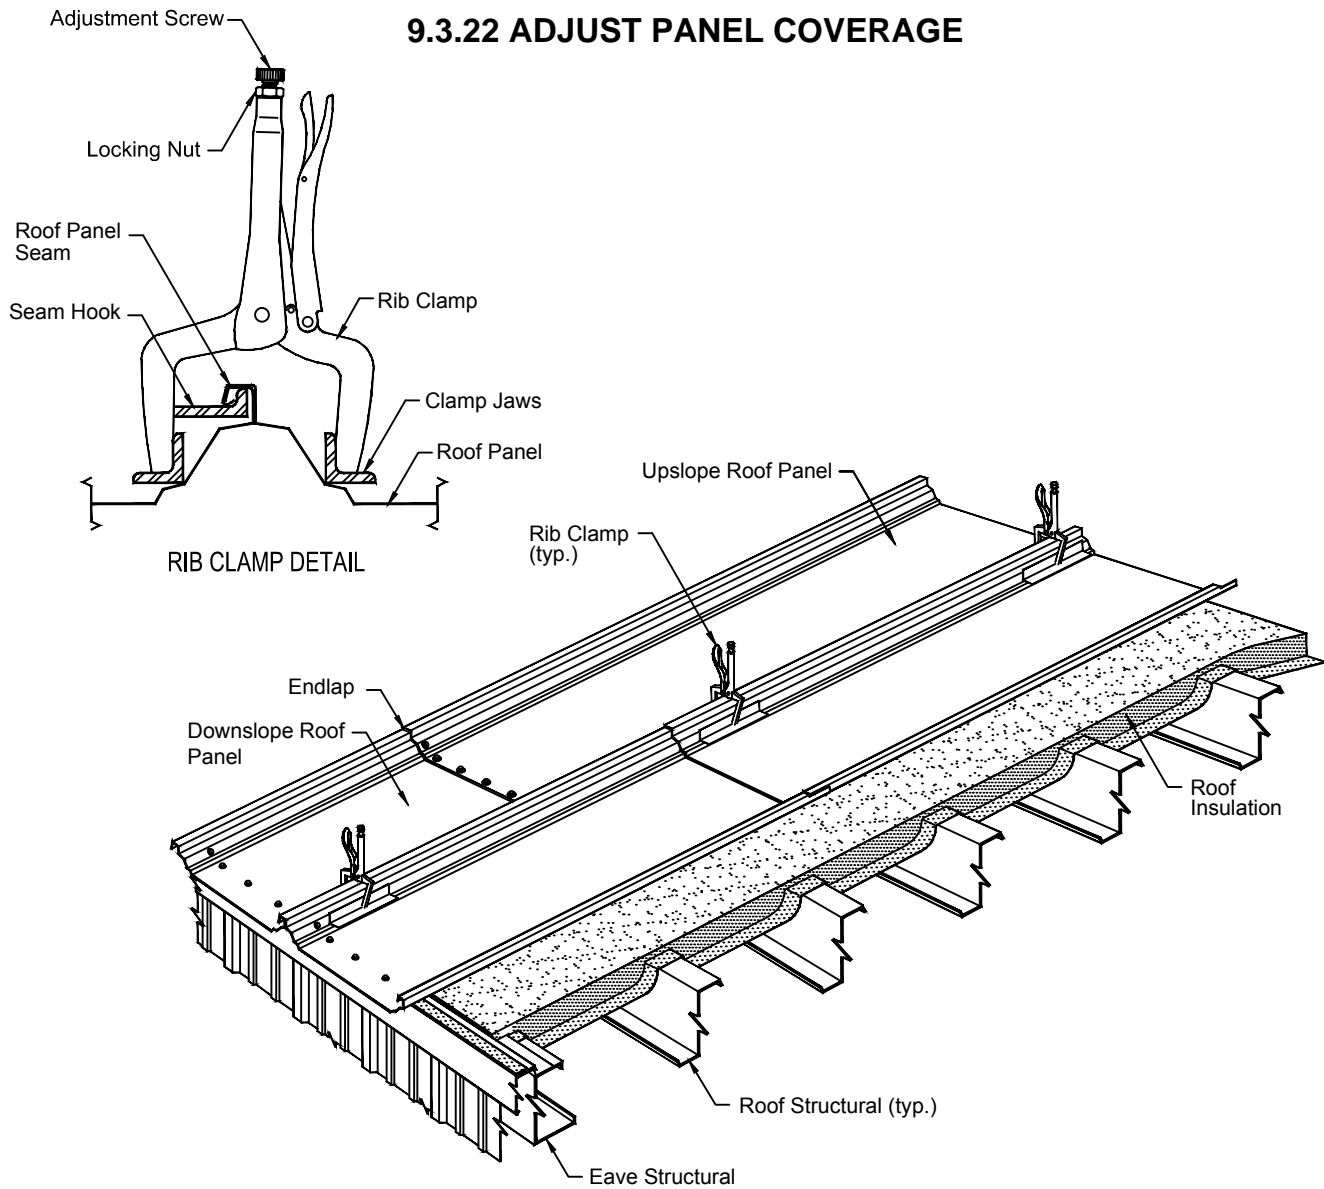 9.3.22 ADJUST PANEL COVERAGE
Adjustment Screw
Locking Nut
Roof Panel
Seam
Seam Hook
Rib Clamp
Clamp Jaws
Roof Panel
RIB CLAMP DETAIL
Upslope Roof Panel
Rib Clamp
(typ.)
Endlap
Downslope Roof
Panel
Roof
Insulation
Roof Structural (typ.)
Eave Structural